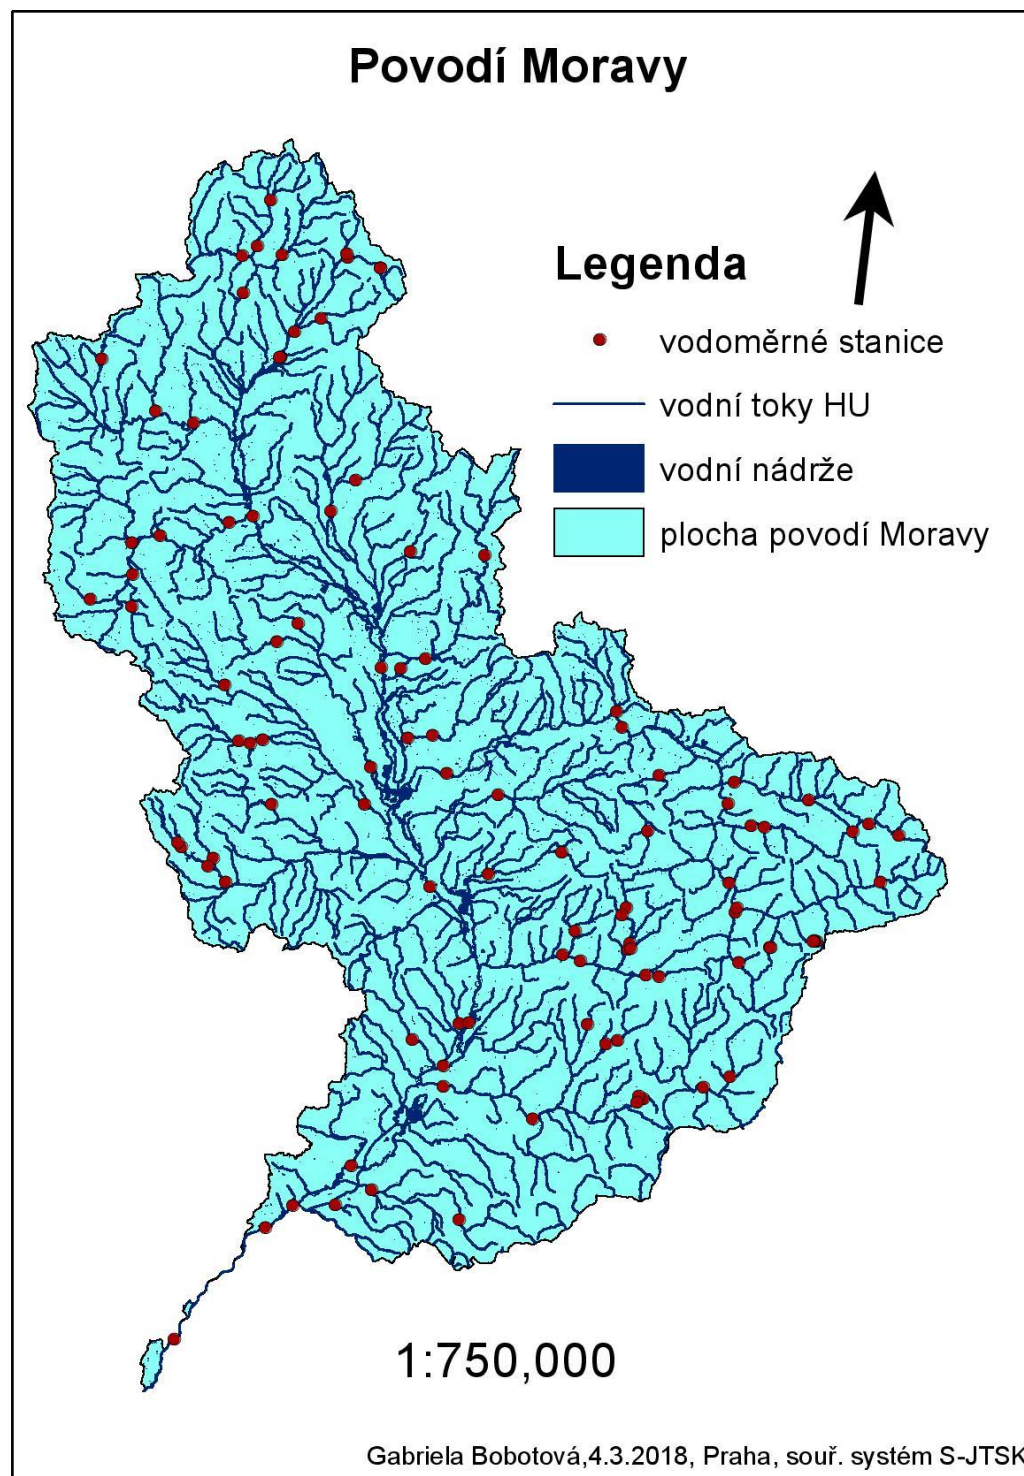 Povodí Moravy
Legenda
vodoměrné stanice
vodní toky HU
vodní nádrže
plocha povodí Moravy
1:750,000
Gabriela Bobotová,4.3.2018, Praha, souř. systém S-JTSK